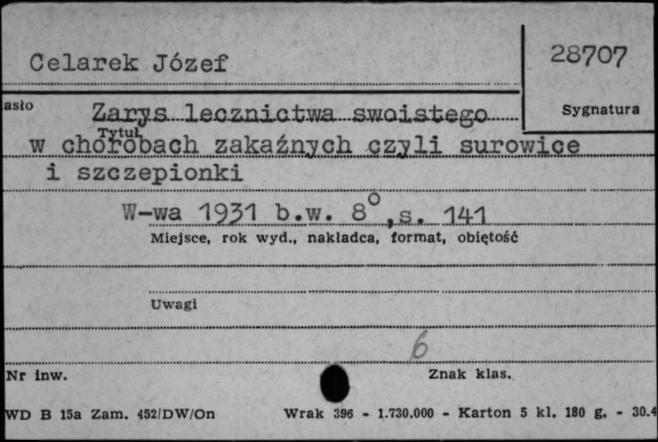 Celarek Józef
28707
asło
Zarys lecznictwa swoistego
Sygnatura
Tytuł
w chorobach zakaźnych czyli surowice
i szczepionki
W-wa 1931 b.w. 8°,s. 141
Miejsce, rok wyd., nakładca, format, objętość
Uwagi
6
Nr inw.
Znak klas.
WD B 15a Zam. 452/DW/On Wrak 396 - 1.730.000 - Karton 5 kl. 180 g. - 30.4